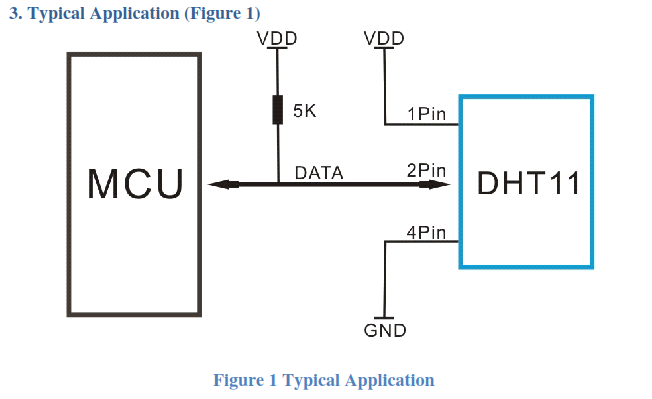 3. Typical Application (Figure 1)
VDD
VDD
5K
1Pin
MCU
DATA
2Pin
DHT11
4Pin
GND
Figure 1 Typical Application